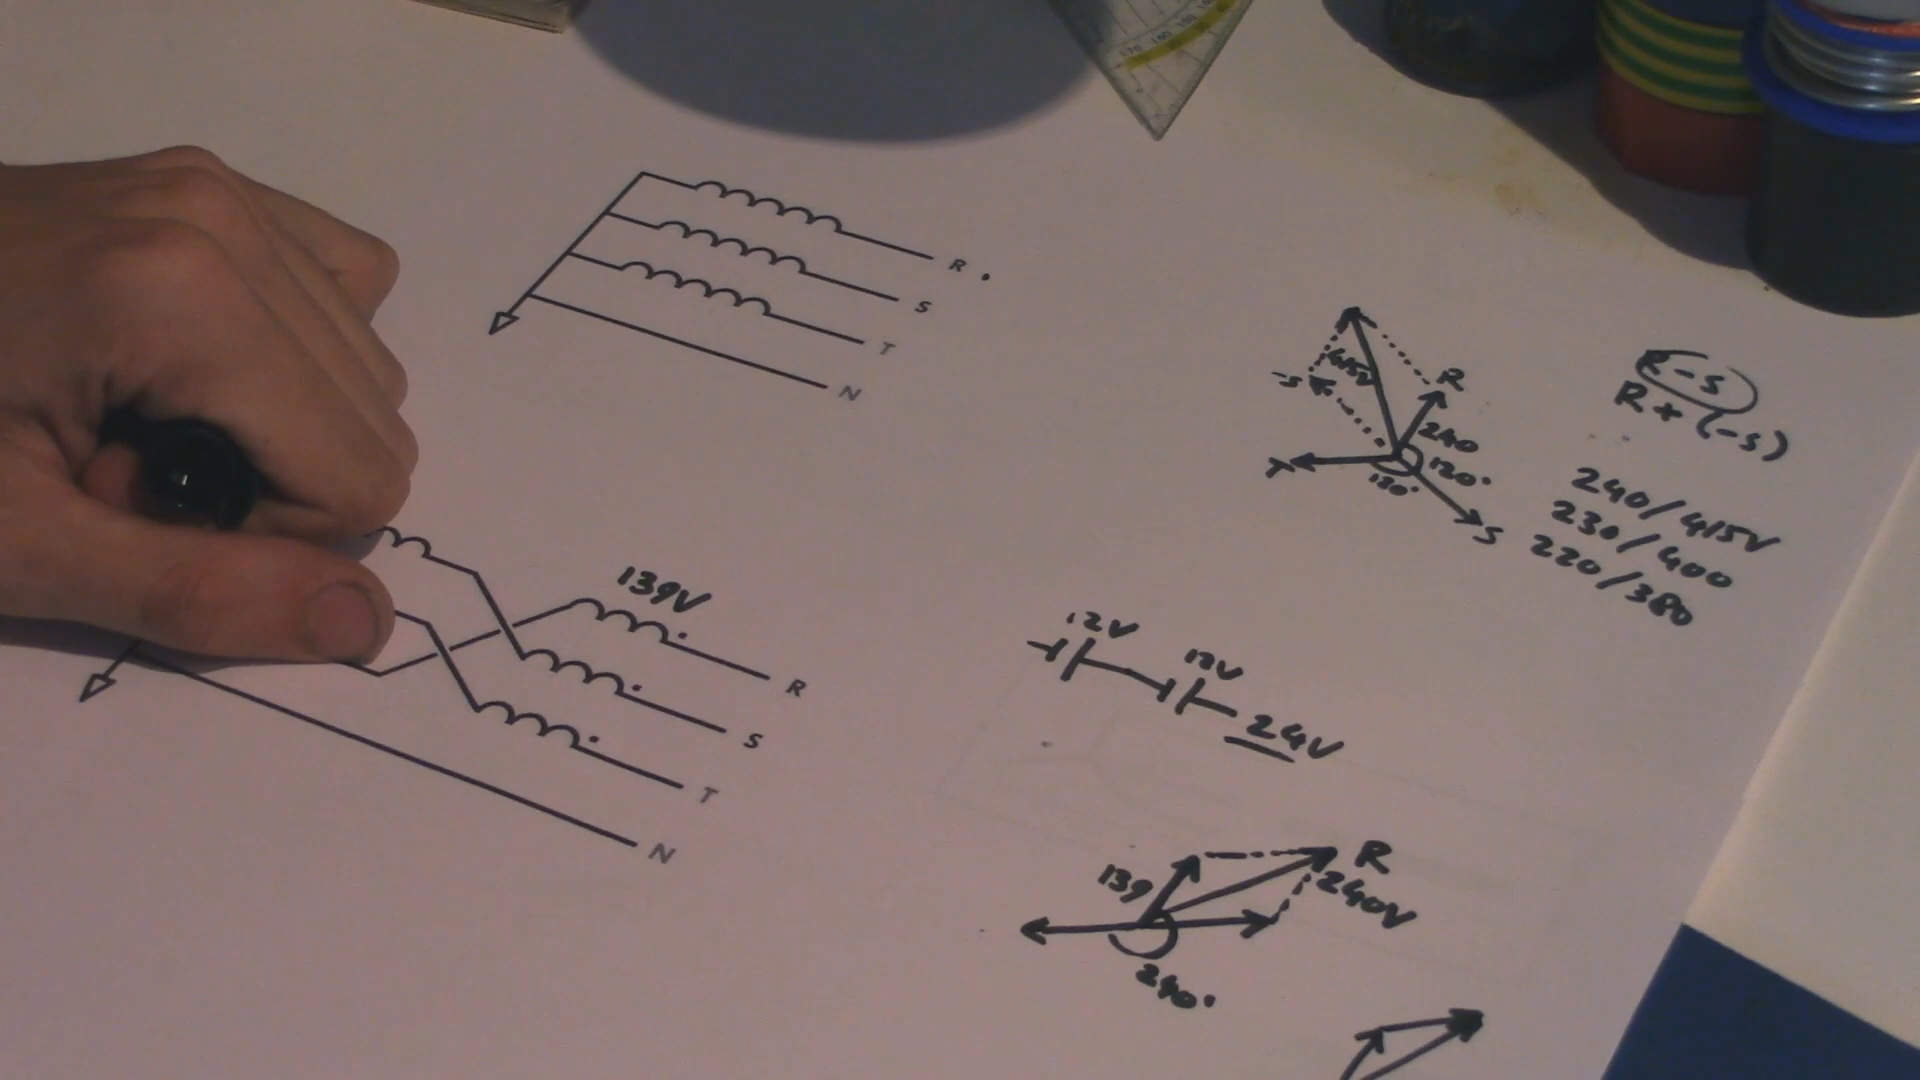 R .
S
T
N
139V
R
S
T
N
415V
-S
R
240
120°
120°
T
S
R-S
R+(-S)
240/415V
230/400
220/380
12V
12V
24V
139
R
240V
240°